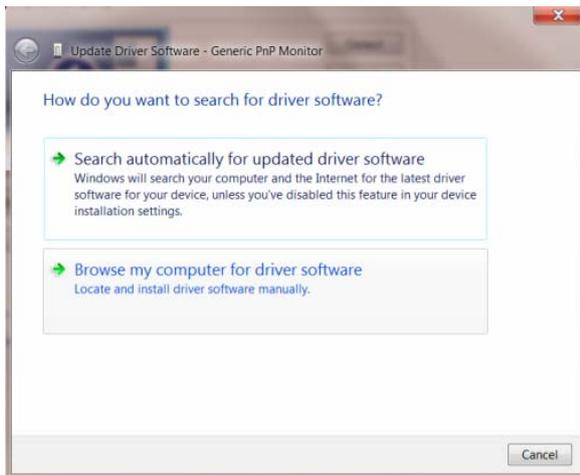 Update Driver Software - Generic PnP Monitor
How do you want to search for driver software?
Search automatically for updated driver software
Windows will search your computer and the Internet for the latest driver
software for your device, unless you've disabled this feature in your device
installation settings.
Browse my computer for driver software
Locate and install driver software manually.
Cancel